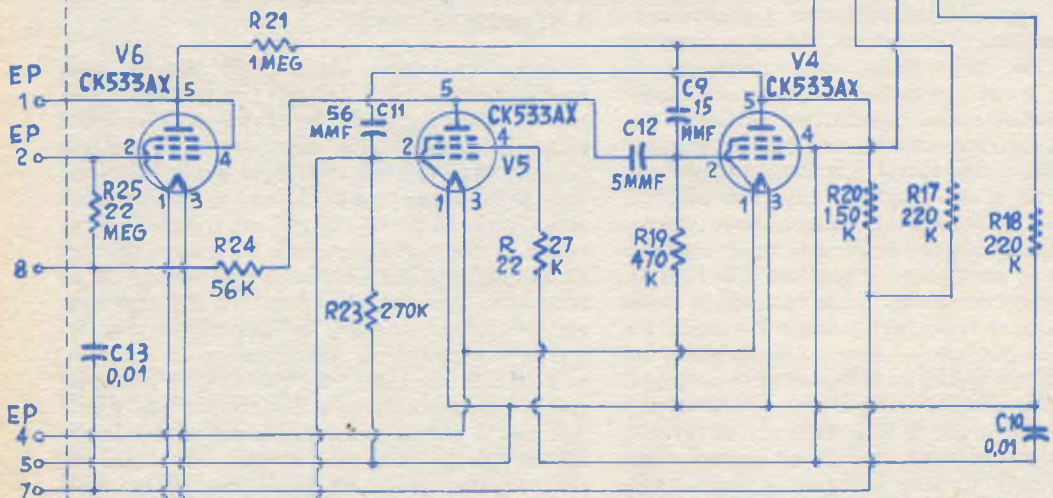 R21
1MEG
V6
CK533AX
5
EP
1
EP
2
2
4
1
3
R25
22
MEG
R24
56K
8
C13
0,01
EP
4
5
7
56
MMF
C11
5
CK533AX
2
4
V5
1
3
R
22
27
K
R23
270K
C12
5MMF
C9
15
MMF
V4
CK533AX
5
4
2
1
3
R19
470
K
R20
150
K
R17
220
K
R18
220
K
C10
0,01